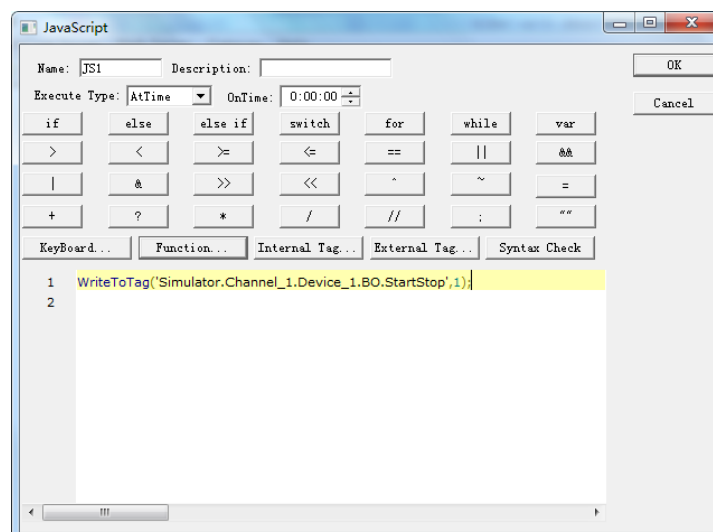 JavaScript
Name: JS1 Description:
OK
Execute Type: AtTime OnTime: 0:00:00
Cancel
if else else if switch for while var
> < >= <= == || &&
| & >> << ^ ~ =
+ ? * / // ; ""
KeyBoard... Function... Internal Tag... External Tag... Syntax Check
1 WriteToTag('Simulator.Channel_1.Device_1.BO.StartStop',1);
2